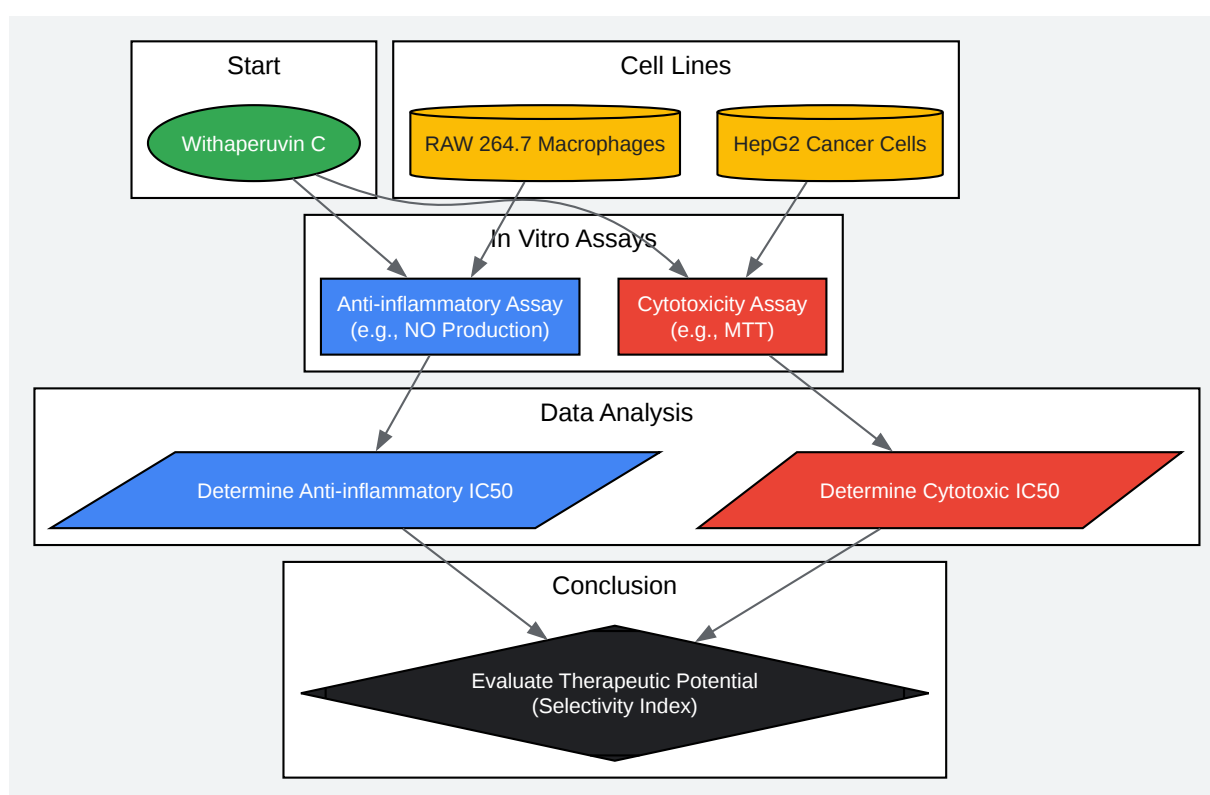 Start
Cell Lines
Withaperuvin C
RAW 264.7 Macrophages
HepG2 Cancer Cells
In Vitro Assays
Anti-inflammatory Assay
(e.g., NO Production)
Cytotoxicity Assay
(e.g., MTT)
Data Analysis
Determine Anti-inflammatory IC50
Determine Cytotoxic IC50
Conclusion
Evaluate Therapeutic Potential
(Selectivity Index)